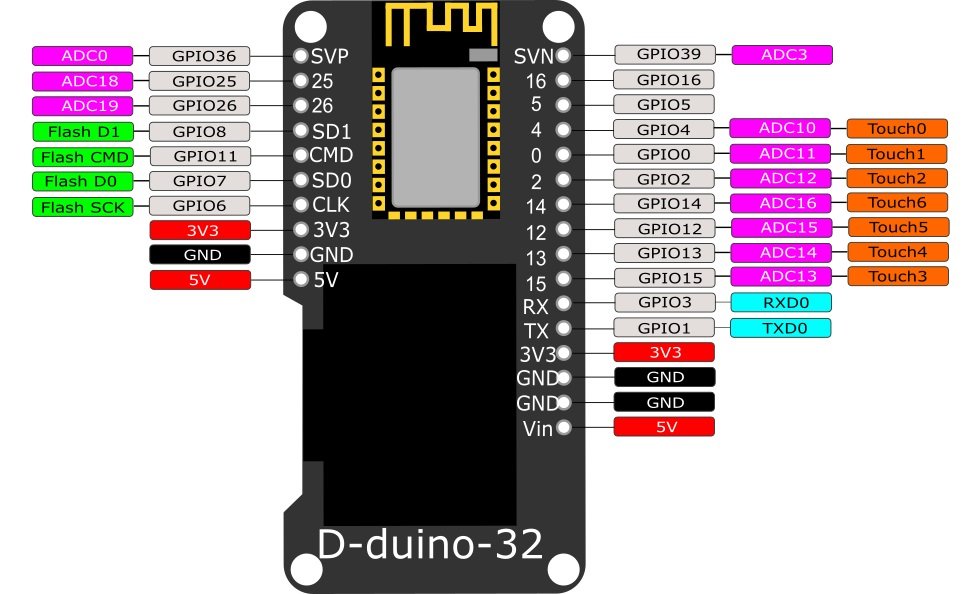 ADC0 GPIO36 SVP SVN GPIO39 ADC3
ADC18 GPIO25 25 16 GPIO16
ADC19 GPIO26 26 5 GPIO5
Flash D1 GPIO8 SD1 4 GPIO4 ADC10 Touch0
Flash CMD GPIO11 CMD 0 GPIO0 ADC11 Touch1
Flash D0 GPIO7 SD0 2 GPIO2 ADC12 Touch2
Flash SCK GPIO6 CLK 14 GPIO14 ADC16 Touch6
3V3 3V3 12 GPIO12 ADC15 Touch5
GND GND 13 GPIO13 ADC14 Touch4
5V 5V 15 GPIO15 ADC13 Touch3
RX GPIO3 RXD0
TX GPIO1 TXD0
3V3 3V3
GND GND
GND GND
Vin 5V
D-duino-32